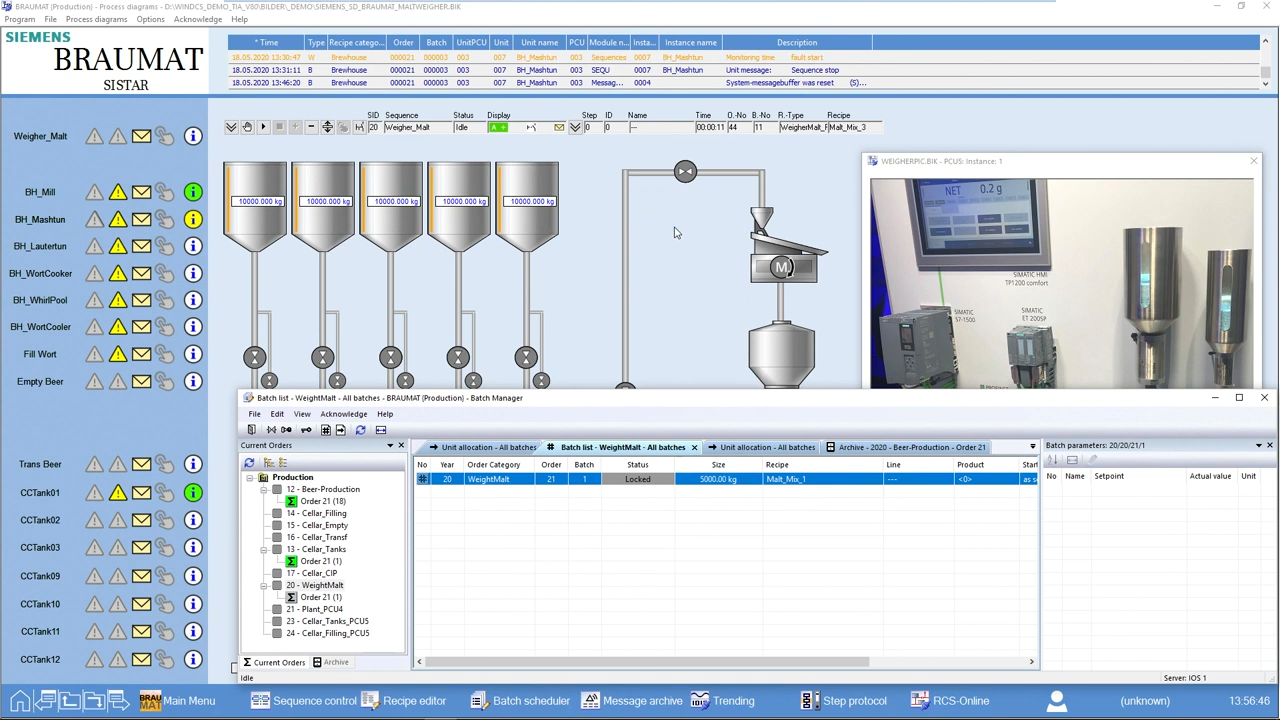 BRAUMAT (Production) - Process diagrams - D:\WINDCS_DEMO_TIA_V80\BILDER\_DEMO\SIEMENS_SD_BRAUMAT_MALTWEIGHER.BIK
Program File Process diagrams Options Acknowledge Help
SIEMENS
BRAUMAT
SISTAR
* Time Type Recipe catego... Order Batch UnitPCU Unit Unit name PCU Module n... Insta... Instance name Description
18.05.2020 13:30:47 W Brewhouse 000021 000003 003 007 BH_Mashtun 003 Sequences 0007 BH_Mashtun Monitoring time fault start
18.05.2020 13:31:11 B Brewhouse 000021 000003 003 007 BH_Mashtun 003 SEQU 0007 BH_Mashtun Unit message: Sequence stop
18.05.2020 13:46:20 B Brewhouse 000021 000003 003 007 BH_Mashtun 003 Messag... 0004 System-messagebuffer was reset (S)...
SID Sequence Status Display Step ID Name Time O.-No B.-No R.-Type Recipe
20 Weigher_Malt Idle A + 0 0 --- 00:00:11 44 11 WeigherMalt_F Malt_Mix_3
Weigher_Malt
BH_Mill
BH_Mashtun
BH_Lautertun
BH_WortCooker
BH_WhirlPool
BH_WortCooler
Fill Wort
Empty Beer
Trans Beer
CCTank01
CCTank02
CCTank03
CCTank09
CCTank10
CCTank11
CCTank12
10000.000 kg 10000.000 kg 10000.000 kg 10000.000 kg 10000.000 kg
M
WEIGHERPIC.BIK - PCUS: Instance: 1
NET 0.2 g
SIMATIC HMI
TP1200 comfort
SIMATIC
S7-1500
SIMATIC
ET 200SP
Batch list - WeightMalt - All batches - BRAUMAT (Production) - Batch Manager
File Edit View Acknowledge Help
Current Orders
Production
12 - Beer-Production
Order 21 (18)
14 - Cellar_Filling
15 - Cellar_Empty
16 - Cellar_Transf
13 - Cellar_Tanks
Order 21 (1)
17 - Cellar_CIP
20 - WeightMalt
Order 21 (1)
21 - Plant_PCU4
23 - Cellar_Tanks_PCU5
24 - Cellar_Filling_PCU5
Current Orders Archive
Unit allocation - All batches Batch list - WeightMalt - All batches Unit allocation - All batches Archive - 2020 - Beer-Production - Order 21
No Year Order Category Order Batch Status Size Recipe Line Product Start
20 WeightMalt 21 1 Locked 5000.00 kg Malt_Mix_1 --- <0> as s
Batch parameters: 20/20/21/1
No Name Setpoint Actual value Unit
Idle Server: IOS 1
BRAU MAT Main Menu Sequence control Recipe editor Batch scheduler Message archive Trending Step protocol RCS-Online (unknown) 13:56:46